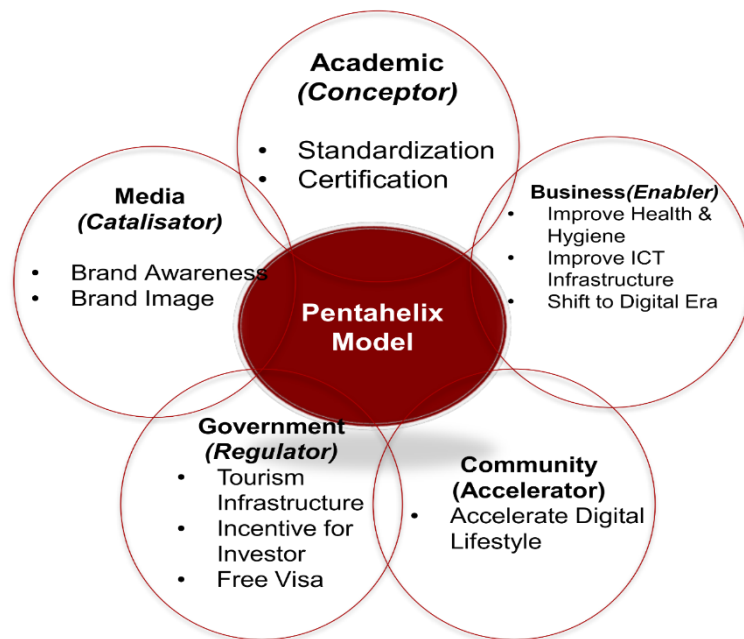 Academic
(Conceptor)
• Standardization
• Certification
Media
(Catalisator)
• Brand Awareness
• Brand Image
Business(Enabler)
• Improve Health &
Hygiene
• Improve ICT
Infrastructure
• Shift to Digital Era
Pentahelix
Model
Government
(Regulator)
• Tourism
Infrastructure
• Incentive for
Investor
• Free Visa
Community
(Accelerator)
• Accelerate Digital
Lifestyle